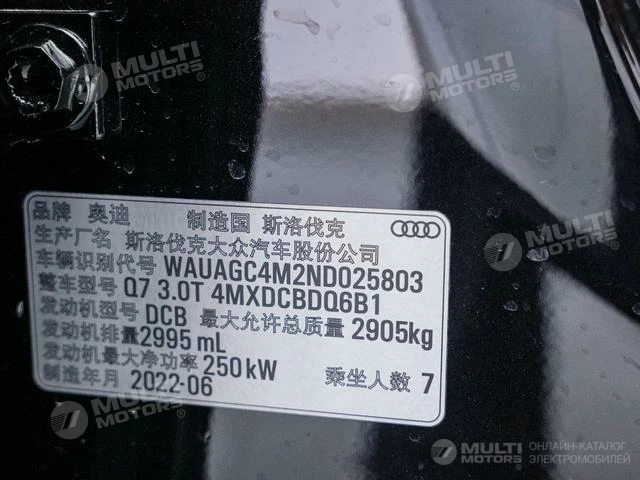 MULTI MOTORS®
MULTI MOTORS®
品牌 奥迪 制造国 斯洛伐克
生产厂名 斯洛伐克大众汽车股份公司
车辆识别代号 WAUAGC4M2ND025803
整车型号 Q7 3.0T 4MXDCBDQ6B1
发动机型号 DCB 最大允许总质量 2905kg
发动机排量 2995 mL
发动机最大净功率 250kW 乘坐人数 7
制造年月 2022-06
MULTI MOTORS®
MULTI MOTORS®
ОНЛАЙН-КАТАЛОГ
ЭЛЕКТРОМОБИЛЕЙ